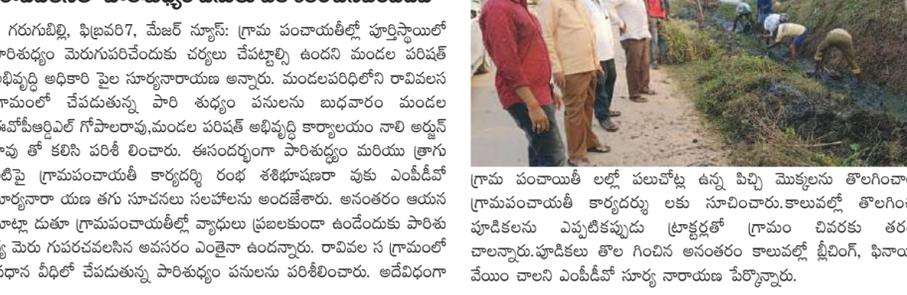 గరుగుబిల్లి, ఫిబ్రవరి7, మేజర్ న్యూస్: గ్రామ పంచాయతీల్లో పూర్తిస్థాయిలో
పారిశుధ్యం మెరుగుపరిచేందుకు చర్యలు చేపట్టాల్సి ఉందని మండల పరిషత్
అభివృద్ధి అధికారి పైల సూర్యనారాయణ అన్నారు. మండలపరిధిలోని రావివలస
గ్రామంలో చేపడుతున్న పారి శుధ్యం పనులను బుధవారం మండల
ఈవోపీఆర్డిఎల్ గోపాలరావు,మండల పరిషత్ అభివృద్ధి కార్యాలయం నాలి అర్జున్
రావు తో కలిసి పరిశీ లించారు. ఈసందర్భంగా పారిశుద్ధ్యం మరియు త్రాగు
నీటిపై గ్రామపంచాయతీ కార్యదర్శి రంభ శశిభూషణరా వుకు ఎంపీడీవో
సూర్యనారా యణ తగు సూచనలు సలహాలను అందజేశారు. అనంతరం ఆయన
మాట్లా డుతూ గ్రామపంచాయతీల్లో వ్యాధులు ప్రబలకుండా ఉండేందుకు పారిశు
ధ్య మెరు గుపరచవలసిన అవసరం ఎంతైనా ఉందన్నారు. రావివల స గ్రామంలో
ప్రధాన వీధిలో చేపడుతున్న పారిశుధ్యం పనులను పరిశీలించారు. అదేవిధంగా
గ్రామ పంచాయితీ లల్లో పలుచోట్ల ఉన్న పిచ్చి మొక్కలను తొలగించా
గ్రామపంచాయతీ కార్యదర్శు లకు సూచించారు.కాలువల్లో తొలగిం
పూడికలను ఎప్పటికప్పుడు ట్రాక్టర్లతో గ్రామం చివరకు తర
చాలన్నారు.పూడికలు తొల గించిన అనంతరం కాలువల్లో బ్లీచింగ్, ఫినాయి
వేయిం చాలని ఎంపీడీవో సూర్య నారాయణ పేర్కొన్నారు.